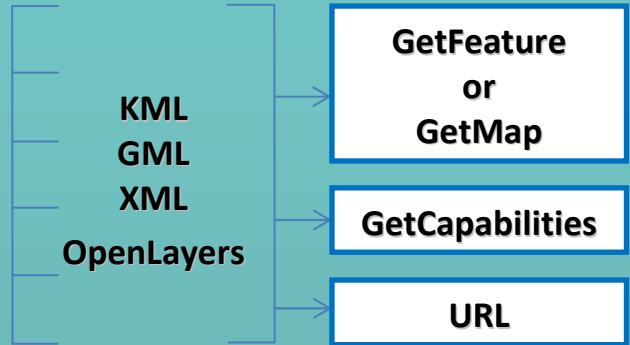 KML
GML
XML
OpenLayers
GetFeature
or
GetMap
GetCapabilities
URL